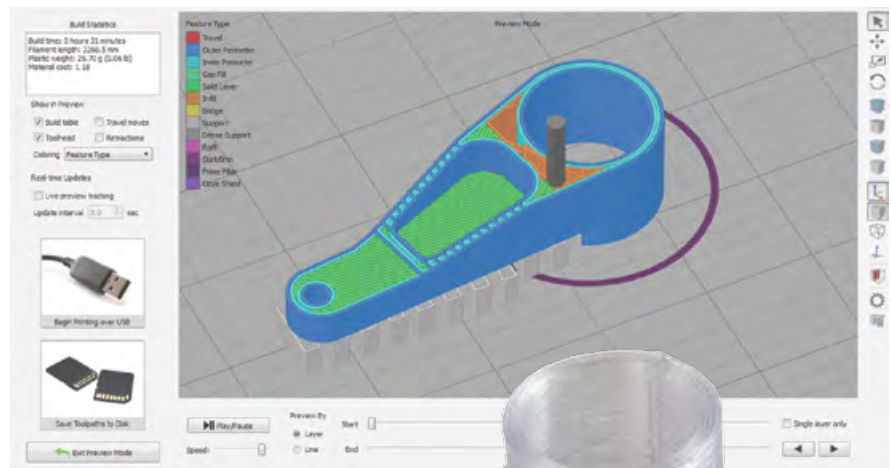 Build Statistics
Build time: 0 hours 31 minutes
Filament length: 3260.5 mm
Plastic weight: 26.70 g (0.06 lb)
Material cost: 1.18
Show in Preview
Build table
Travel moves
Toolhead
Retractions
Coloring Feature Type
Real-time Updates
Live preview tracking
Update interval 5.0 sec
Begin Printing over USB
Save Toolpaths to Disk
Exit Preview Mode
Feature Type
Travel
Outer Perimeter
Inner Perimeter
Gap Fill
Solid Layer
Infill
Bridge
Support
Dense Support
Raft
Skirt/Brim
Prime Pillar
Ooze Shield
Preview Mode
Play/Pause
Speed:
Preview By
Layer
Line
Start
End
Single layer only